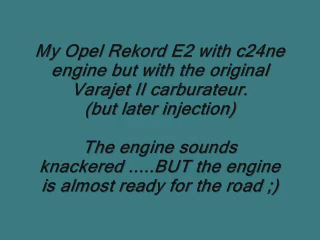 My Opel Rekord E2 with c24ne
engine but with the original
Varajet II carburateur.
(but later injection)
The engine sounds
knackered .....BUT the engine
is almost ready for the road ;)